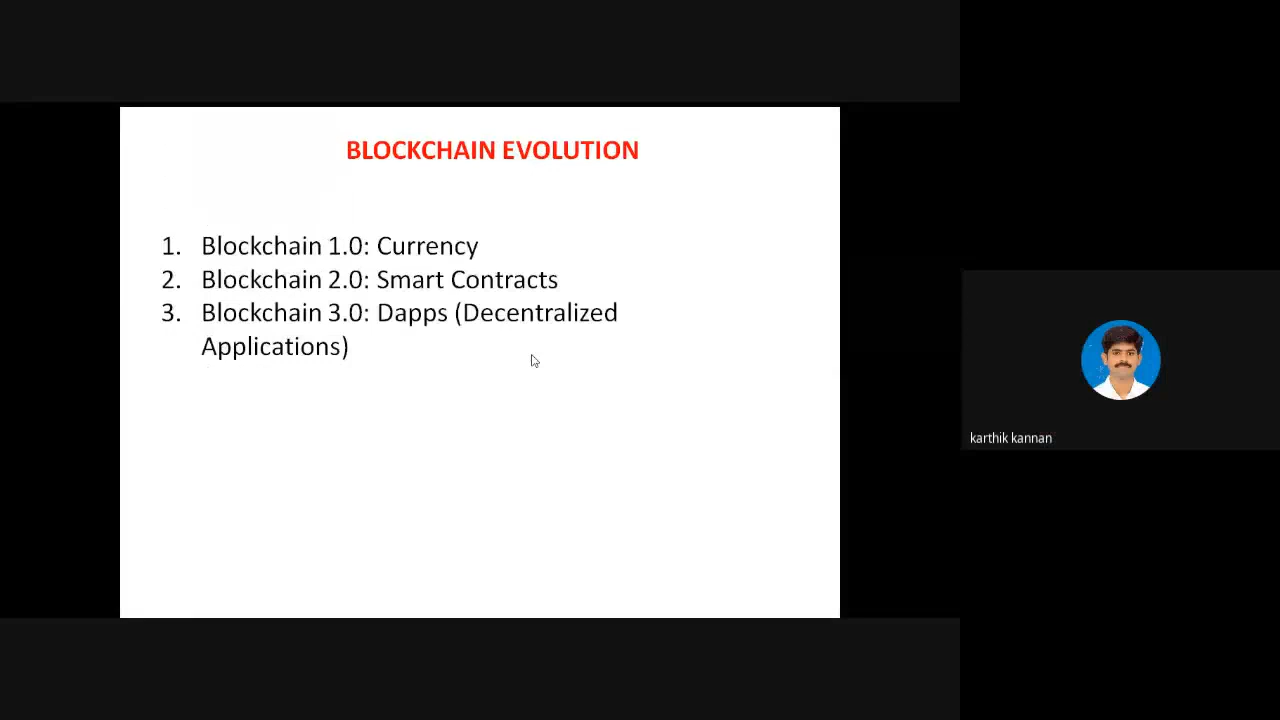 BLOCKCHAIN EVOLUTION
1. Blockchain 1.0: Currency
2. Blockchain 2.0: Smart Contracts
3. Blockchain 3.0: Dapps (Decentralized
Applications)
karthik kannan